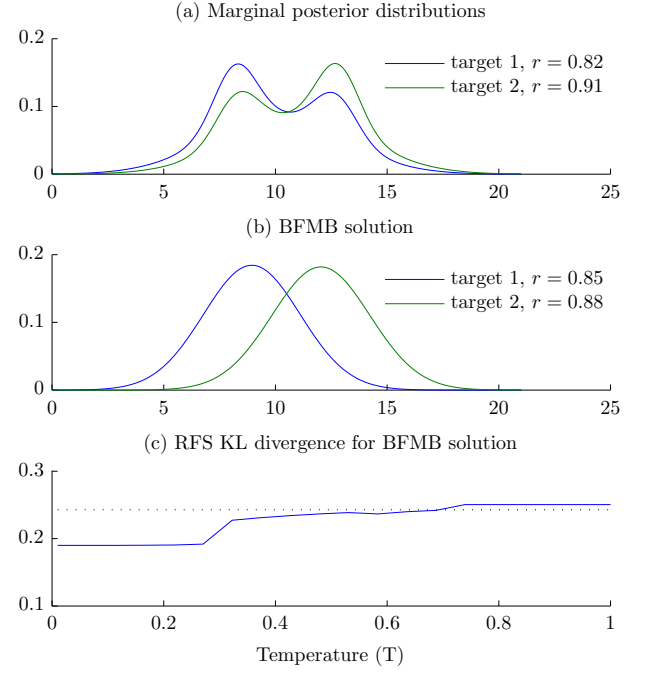 (a) Marginal posterior distributions
0.2
target 1, r = 0.82
target 2, r = 0.91
0.1
0
0 5 10 15 20 25
(b) BFMB solution
0.2
target 1, r = 0.85
target 2, r = 0.88
0.1
0
0 5 10 15 20 25
(c) RFS KL divergence for BFMB solution
0.3
0.2
0.1
0 0.2 0.4 0.6 0.8 1
Temperature (T)